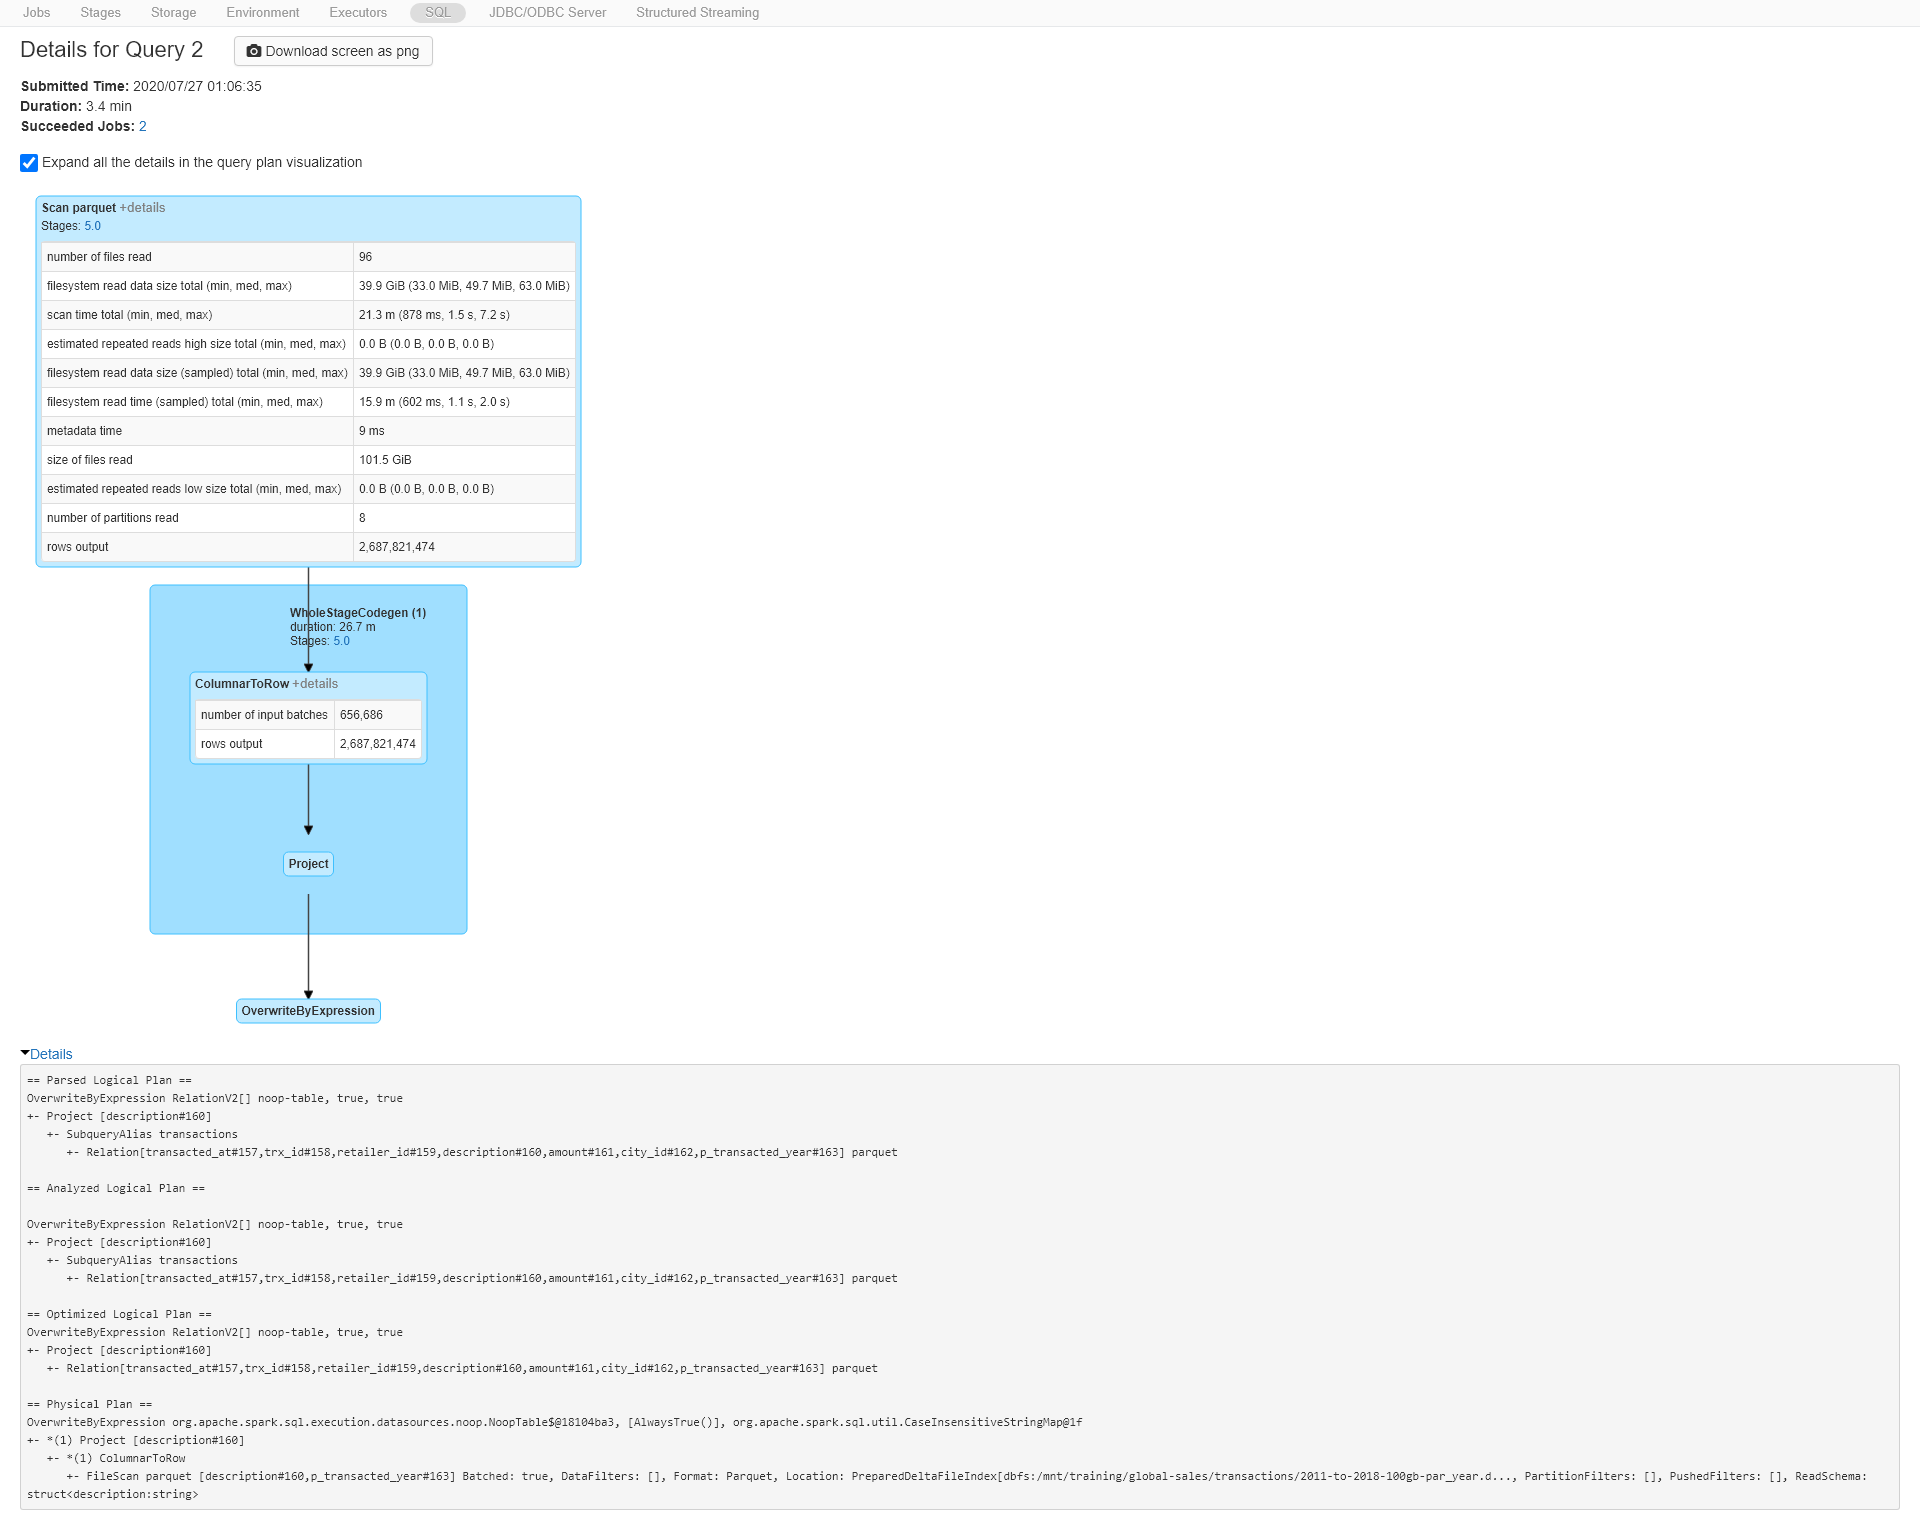 Jobs Stages Storage Environment Executors SQL JDBC/ODBC Server Structured Streaming
Details for Query 2 Download screen as png
Submitted Time: 2020/07/27 01:06:35
Duration: 3.4 min
Succeeded Jobs: 2
Expand all the details in the query plan visualization
Scan parquet +details
Stages: 5.0
number of files read 96
filesystem read data size total (min, med, max) 39.9 GiB (33.0 MiB, 49.7 MiB, 63.0 MiB)
scan time total (min, med, max) 21.3 m (878 ms, 1.5 s, 7.2 s)
estimated repeated reads high size total (min, med, max) 0.0 B (0.0 B, 0.0 B, 0.0 B)
filesystem read data size (sampled) total (min, med, max) 39.9 GiB (33.0 MiB, 49.7 MiB, 63.0 MiB)
filesystem read time (sampled) total (min, med, max) 15.9 m (602 ms, 1.1 s, 2.0 s)
metadata time 9 ms
size of files read 101.5 GiB
estimated repeated reads low size total (min, med, max) 0.0 B (0.0 B, 0.0 B, 0.0 B)
number of partitions read 8
rows output 2,687,821,474
WholeStageCodegen (1)
duration: 26.7 m
Stages: 5.0
ColumnarToRow +details
number of input batches 656,686
rows output 2,687,821,474
Project
OverwriteByExpression
Details
== Parsed Logical Plan ==
OverwriteByExpression RelationV2[] noop-table, true, true
+- Project [description#160]
   +- SubqueryAlias transactions
      +- Relation[transacted_at#157,trx_id#158,retailer_id#159,description#160,amount#161,city_id#162,p_transacted_year#163] parquet
== Analyzed Logical Plan ==
OverwriteByExpression RelationV2[] noop-table, true, true
+- Project [description#160]
   +- SubqueryAlias transactions
      +- Relation[transacted_at#157,trx_id#158,retailer_id#159,description#160,amount#161,city_id#162,p_transacted_year#163] parquet
== Optimized Logical Plan ==
OverwriteByExpression RelationV2[] noop-table, true, true
+- Project [description#160]
   +- Relation[transacted_at#157,trx_id#158,retailer_id#159,description#160,amount#161,city_id#162,p_transacted_year#163] parquet
== Physical Plan ==
OverwriteByExpression org.apache.spark.sql.execution.datasources.noop.NoopTable$@18104ba3, [AlwaysTrue()], org.apache.spark.sql.util.CaseInsensitiveStringMap@1f
+- *(1) Project [description#160]
   +- *(1) ColumnarToRow
      +- FileScan parquet [description#160,p_transacted_year#163] Batched: true, DataFilters: [], Format: Parquet, Location: PreparedDeltaFileIndex[dbfs:/mnt/training/global-sales/transactions/2011-to-2018-100gb-par_year.d..., PartitionFilters: [], PushedFilters: [], ReadSchema:
struct<description:string>